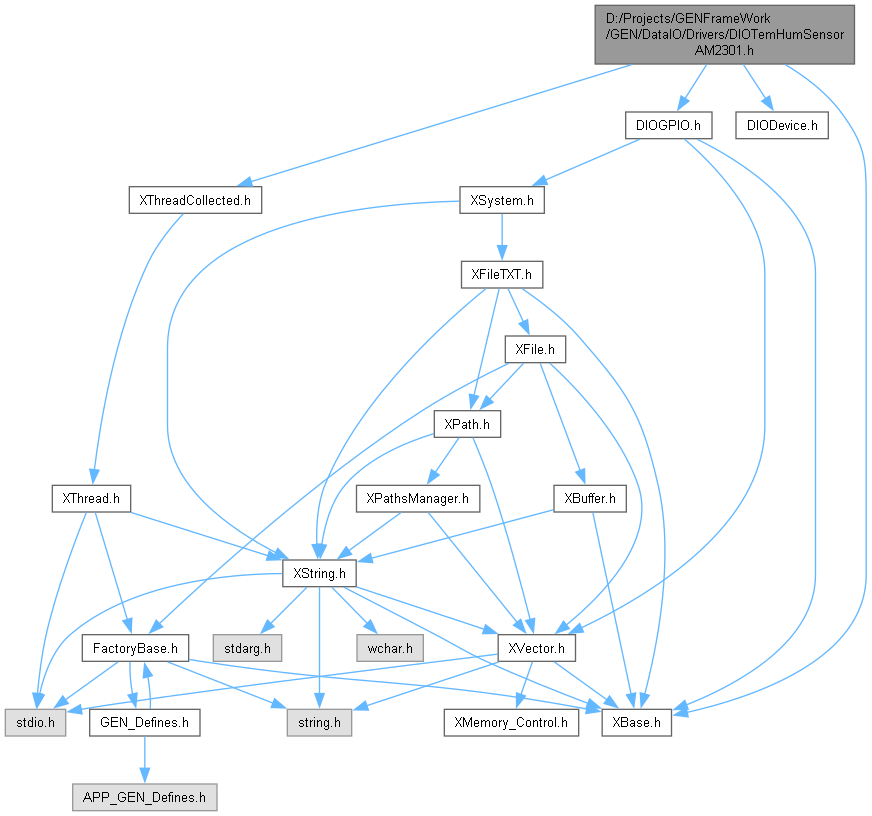 D:/Projects/GENFrameWork
/GEN/DataIO/Drivers/DIOTemHumSensor
AM2301.h
DIOGPIO.h
DIODevice.h
XThreadCollected.h
XSystem.h
XFileTXT.h
XFile.h
XPath.h
XThread.h
XPathsManager.h
XBuffer.h
XString.h
FactoryBase.h
stdarg.h
wchar.h
XVector.h
stdio.h
GEN_Defines.h
string.h
XMemory_Control.h
XBase.h
APP_GEN_Defines.h